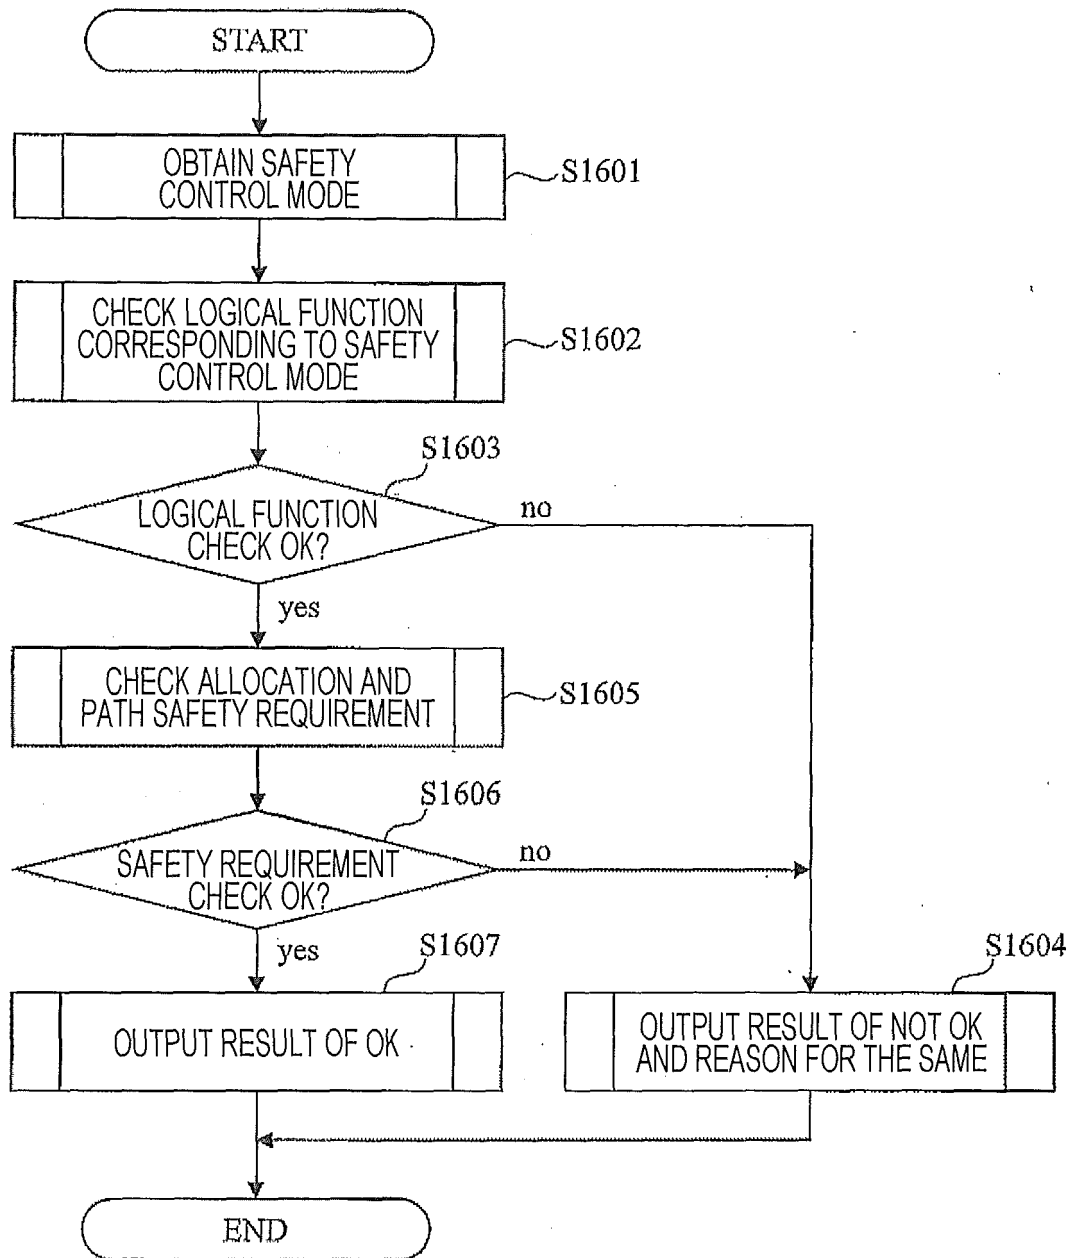 START
OBTAIN SAFETY
CONTROL MODE
S1601
CHECK LOGICAL FUNCTION
CORRESPONDING TO SAFETY
CONTROL MODE
S1602
S1603
LOGICAL FUNCTION
CHECK OK?
no
yes
CHECK ALLOCATION AND
PATH SAFETY REQUIREMENT
S1605
S1606
SAFETY REQUIREMENT
CHECK OK?
no
yes
S1607
OUTPUT RESULT OF OK
S1604
OUTPUT RESULT OF NOT OK
AND REASON FOR THE SAME
END